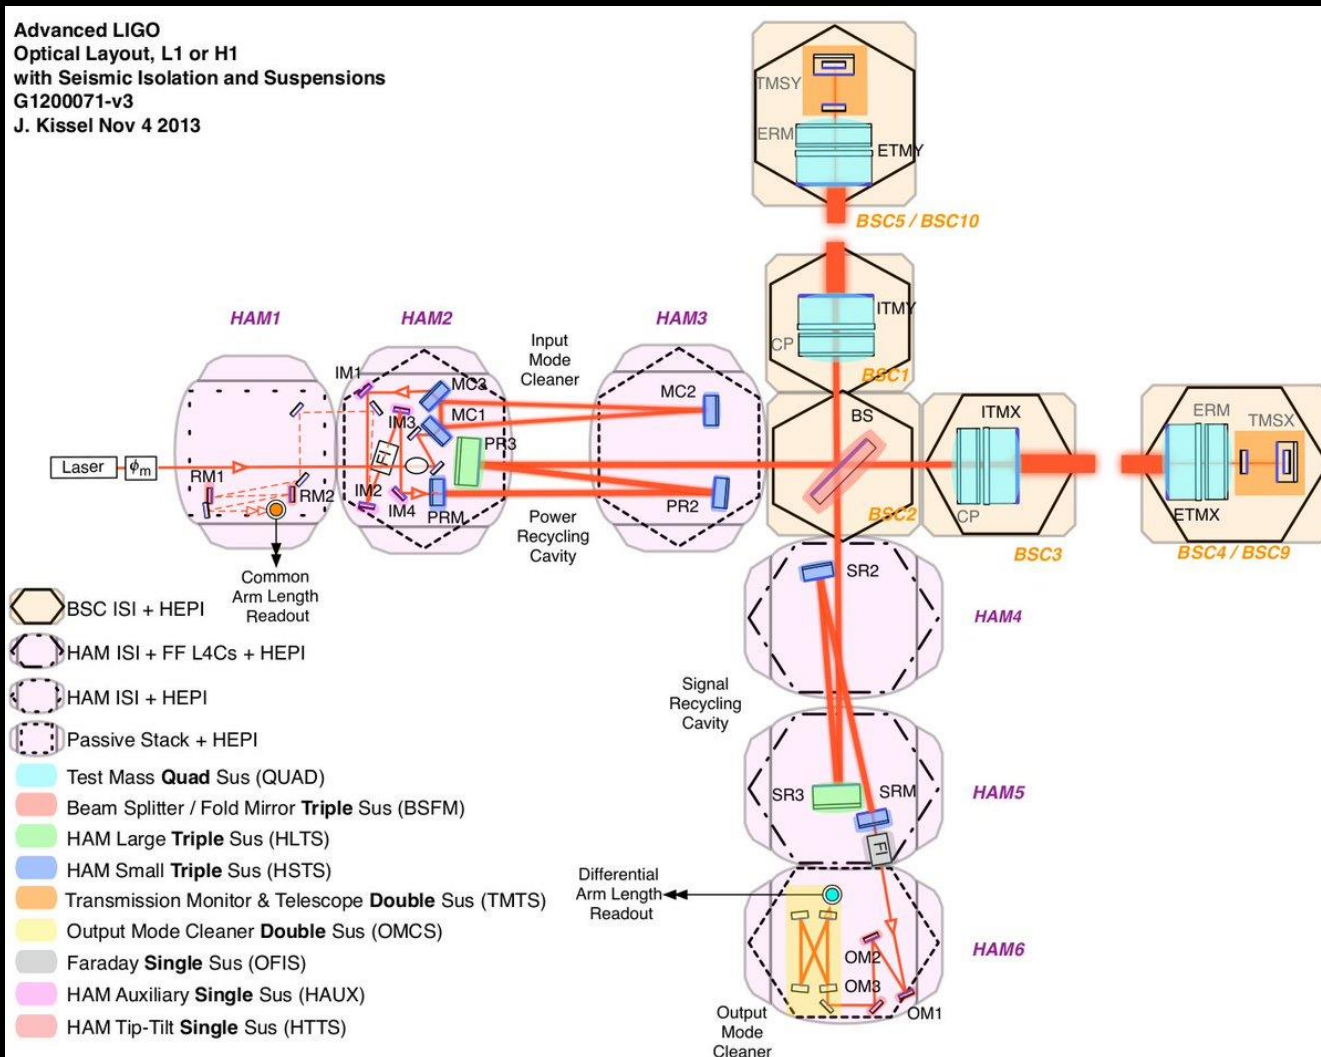 Advanced LIGO
Optical Layout, L1 or H1
with Seismic Isolation and Suspensions
G1200071-v3
J. Kissel Nov 4 2013
TMSY
ERM
ETMY
BSC5 / BSC10
ITMY
CP
BSC1
HAM1
HAM2
HAM3
Input
Mode
Cleaner
IM1
MC3
MC1
IM3
MC2
PR3
FI
BS
ITMX
ERM
TMSX
Laser
ϕm
RM1
RM2
IM2
IM4
PRM
PR2
Power
Recycling
Cavity
BSC2
CP
BSC3
ETMX
BSC4 / BSC9
Common
Arm Length
Readout
SR2
HAM4
Signal
Recycling
Cavity
SR3
SRM
HAM5
FI
Differential
Arm Length
Readout
OM2
OM3
OM1
HAM6
Output
Mode
Cleaner
BSC ISI + HEPI
HAM ISI + FF L4Cs + HEPI
HAM ISI + HEPI
Passive Stack + HEPI
Test Mass Quad Sus (QUAD)
Beam Splitter / Fold Mirror Triple Sus (BSFM)
HAM Large Triple Sus (HLTS)
HAM Small Triple Sus (HSTS)
Transmission Monitor & Telescope Double Sus (TMTS)
Output Mode Cleaner Double Sus (OMCS)
Faraday Single Sus (OFIS)
HAM Auxiliary Single Sus (HAUX)
HAM Tip-Tilt Single Sus (HTTS)